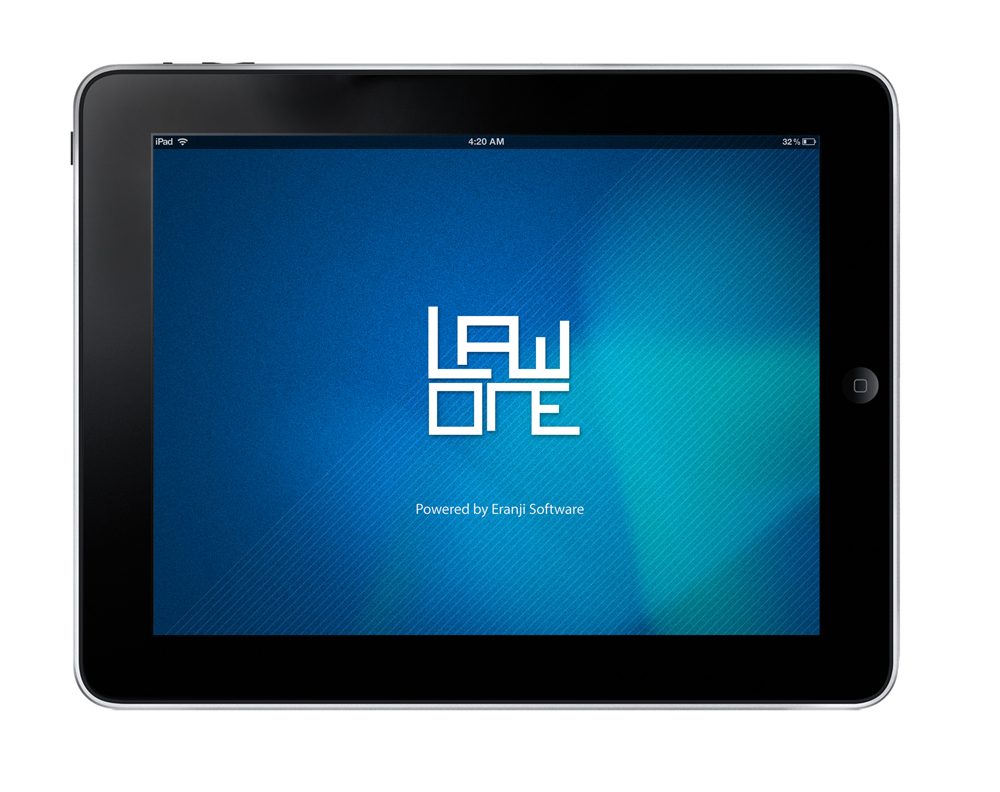 iPad 4:20 AM 32%
LAW
ONE
Powered by Eranji Software